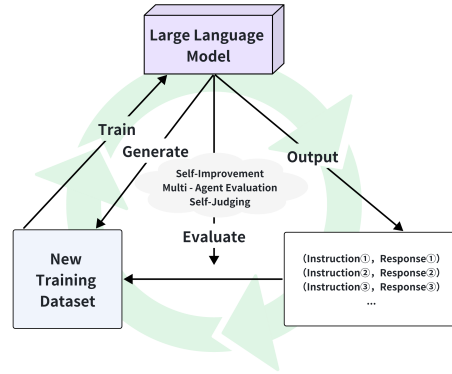 Large Language
Model
Train
Generate
Output
Self-Improvement
Multi - Agent Evaluation
Self-Judging
Evaluate
New
Training
Dataset
(Instruction①, Response①)
(Instruction②, Response②)
(Instruction③, Response③)
...